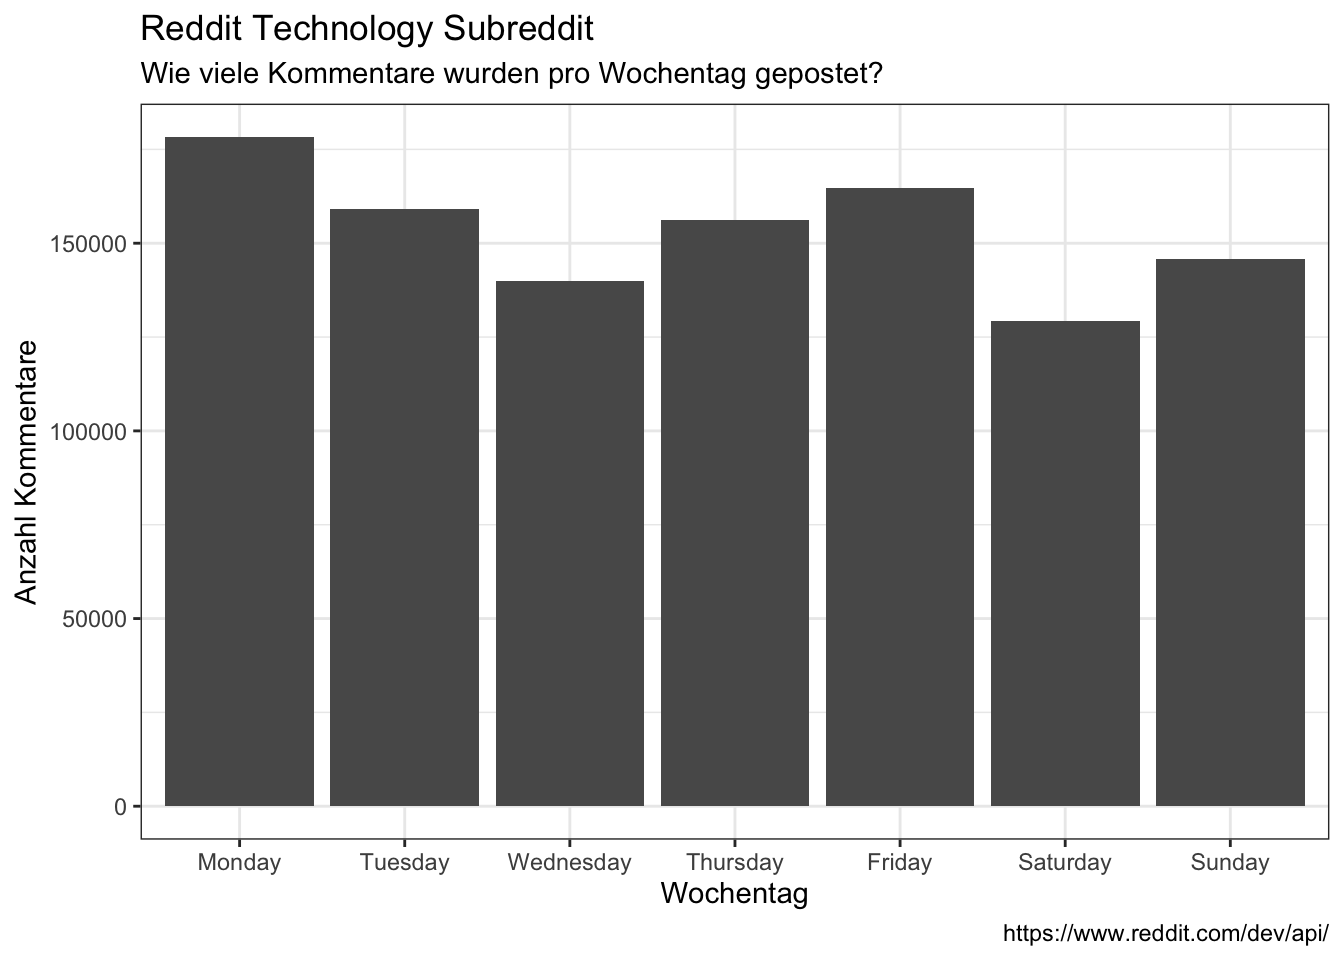 Reddit Technology Subreddit
Wie viele Kommentare wurden pro Wochentag gepostet?
Anzahl Kommentare
150000
100000
50000
0
Monday Tuesday Wednesday Thursday Friday Saturday Sunday
Wochentag
https://www.reddit.com/dev/api/